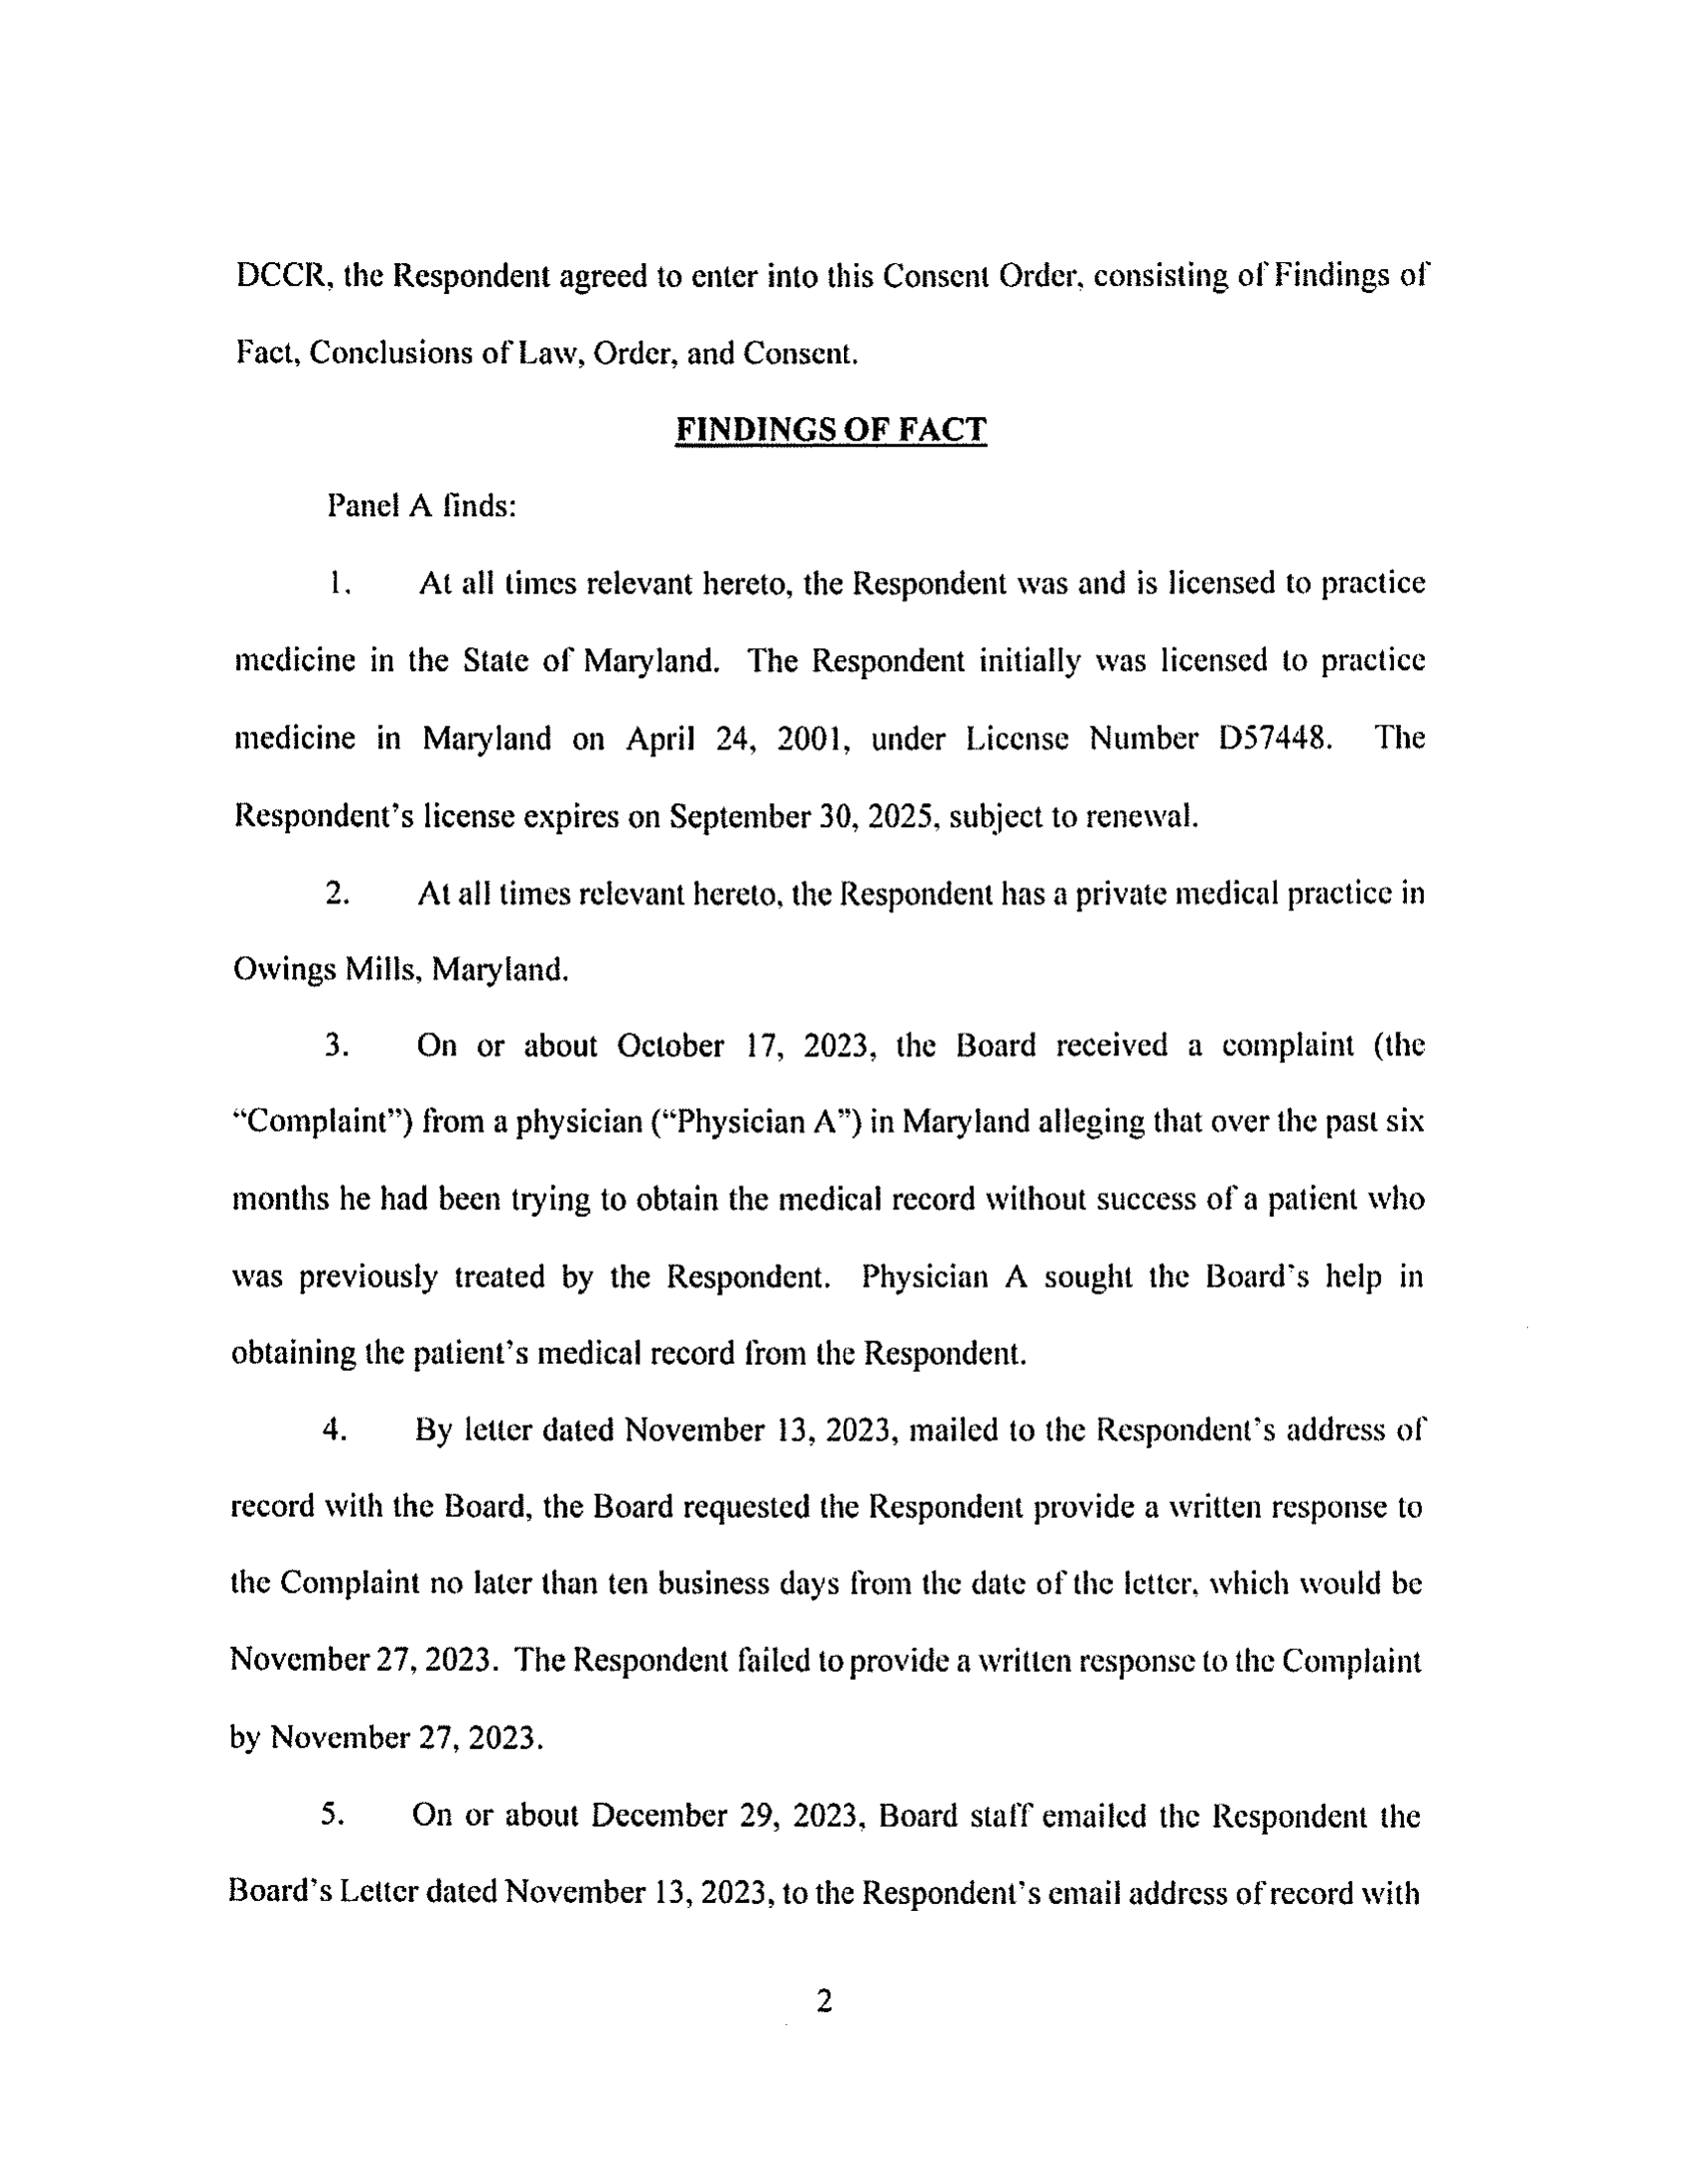 DCCR, the Respondent agreed to enter into this Consent Order, consisting of Findings of
Fact, Conclusions of Law, Order, and Consent.
FINDINGS OF FACT
Panel A finds:
1. At all times relevant hereto, the Respondent was and is licensed to practice
medicine in the State of Maryland. The Respondent initially was licensed to practice
medicine in Maryland on April 24, 2001, under License Number D57448. The
Respondent's license expires on September 30, 2025, subject to renewal.
2. At all times relevant hereto, the Respondent has a private medical practice in
Owings Mills, Maryland.
3. On or about October 17, 2023, the Board received a complaint (the
“Complaint”) from a physician (“Physician A”) in Maryland alleging that over the past six
months he had been trying to obtain the medical record without success of a patient who
was previously treated by the Respondent. Physician A sought the Board's help in
obtaining the patient's medical record from the Respondent.
4. By letter dated November 13, 2023, mailed to the Respondent's address of
record with the Board, the Board requested the Respondent provide a written response to
the Complaint no later than ten business days from the date of the letter, which would be
November 27, 2023. The Respondent failed to provide a written response to the Complaint
by November 27, 2023.
5. On or about December 29, 2023, Board staff emailed the Respondent the
Board's Letter dated November 13, 2023, to the Respondent's email address of record with
2